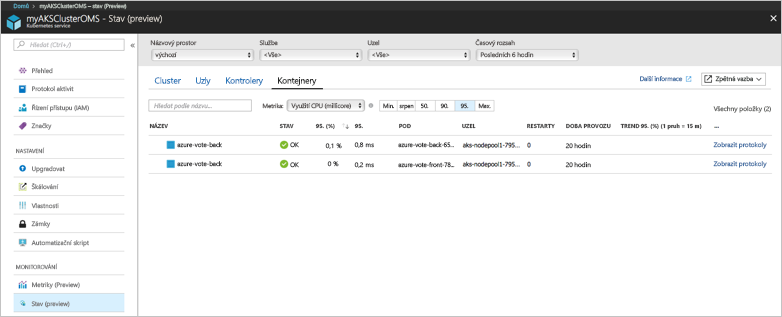 Domů > myAKSClusterOMS – stav (Preview)
myAKSClusterOMS – Stav (preview)
Kubernetes service
Hledat (Ctrl+/)
Přehled
Protokol aktivit
Řízení přístupu (IAM)
Značky
NASTAVENÍ
Upgradovat
Škálování
Vlastnosti
Zámky
Automatizační skript
MONITOROVÁNÍ
Metriky (Preview)
Stav (preview)
Názvový prostor Služba Uzel Časový rozsah
výchozí <Vše> <Vše> Posledních 6 hodin
Cluster Uzly Kontrolery Kontejnery Další informace Zpětná vazba
Hledat podle názvu... Metrika: Využití CPU (millicore) Min. srpen 50. 90. 95. Max. Všechny položky (2)
NÁZEV STAV 95. (%) 95. POD UZEL RESTARTY DOBA PROVOZU TREND 95. (%) (1 pruh = 15 m) ...
azure-vote-back OK 0,1 % 0,8 ms azure-vote-back-65... aks-nodepool1-795... 0 20 hodin Zobrazit protokoly
azure-vote-back OK 0 % 0,2 ms azure-vote-front-78... aks-nodepool1-795... 0 20 hodin Zobrazit protokoly